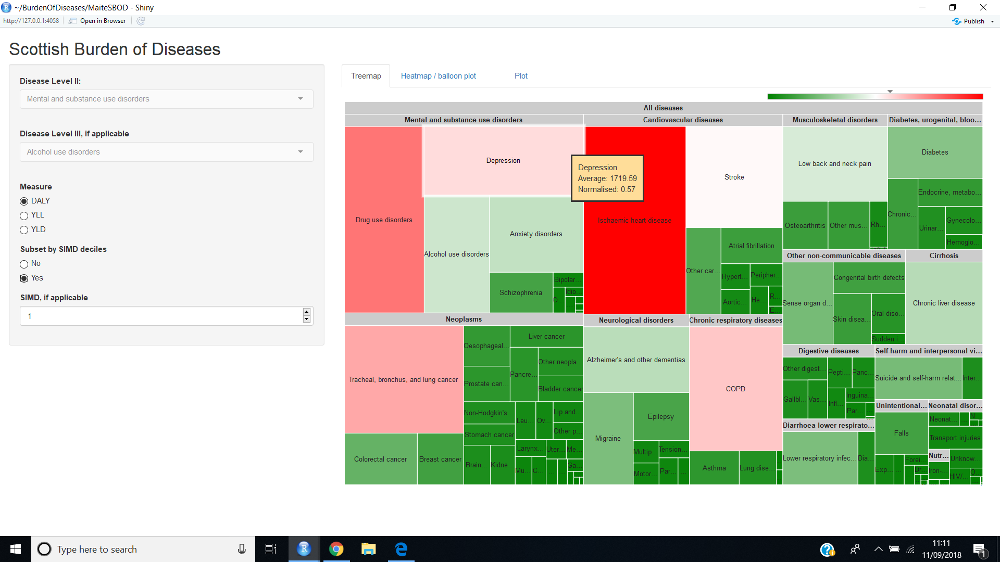 ~/BurdenOfDiseases/MaiteSBOD - Shiny
http://127.0.0.1:4058
Open in Browser
Publish
Scottish Burden of Diseases
Disease Level II:
Mental and substance use disorders
Disease Level III, if applicable
Alcohol use disorders
Measure
DALY
YLL
YLD
Subset by SIMD deciles
No
Yes
SIMD, if applicable
1
Treemap
Heatmap / balloon plot
Plot
All diseases
Mental and substance use disorders
Depression
Drug use disorders
Alcohol use disorders
Anxiety disorders
Schizophrenia
Bipolar...
O...
Idio...
Cardiovascular diseases
Depression
Average: 1719.59
Normalised: 0.57
Ischaemic heart disease
Stroke
Other car...
Atrial fibrillation
Hypert...
Peripher...
Aortic...
He...
R...
E...
Musculoskeletal disorders
Low back and neck pain
Osteoarthritis
Other mus...
Rh...
Diabetes, urogenital, bloo...
Diabetes
Chronic...
Endocrine, metabo...
Urinar...
Gynecolo...
Hemoglo...
Other non-communicable diseases
Sense organ d...
Congenital birth defects
Skin disea...
Oral diso...
Sudden i...
Cirrhosis
Chronic liver disease
Neoplasms
Tracheal, bronchus, and lung cancer
Colorectal cancer
Breast cancer
Oesophageal...
Liver cancer
Prostate can...
Pancre...
Other neopla...
Bladder cancer
Non-Hodgkin's...
Stomach cancer
Brain...
Kidne...
Leu...
Ov...
Lip and...
Other p...
Larynx...
Uter...
Me...
Mu...
C...
Ga...
Neurological disorders
Alzheimer's and other dementias
Migraine
Epilepsy
Multip...
Tension...
Motor...
Par...
Chronic respiratory diseases
COPD
Asthma
Lung dise...
Digestive diseases
Other digest...
Pepti...
Panc...
Gallbl...
Vas...
Infl...
Inguina...
Par...
Self-harm and interpersonal vi...
Suicide and self-harm relat...
Inter...
Diarrhoea lower respirato...
Lower respiratory infec...
Dia...
Unintentional...
Falls
Exp...
Forei...
Dr...
Neonatal disor...
Neonat...
N...
Transport injuries
Nutr...
Iron-...
Unknow...
HIV/...
O...
Type here to search
11:11
11/09/2018
1